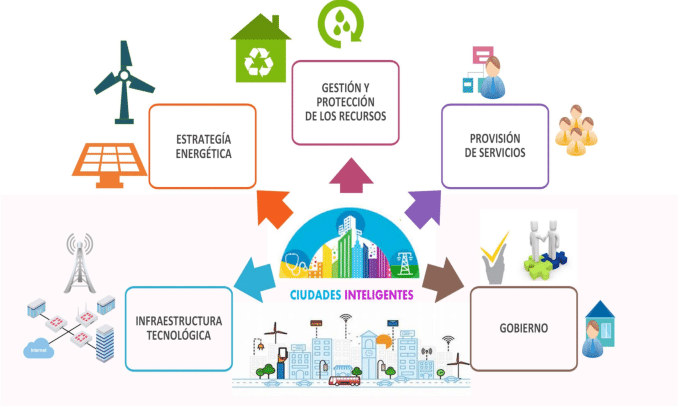 GESTIÓN Y
PROTECCIÓN
DE LOS RECURSOS
ESTRATEGÍA
ENERGÉTICA
PROVISIÓN
DE SERVICIOS
CIUDADES INTELIGENTES
INFRAESTRUCTURA
TECNOLÓGICA
GOBIERNO
Internet